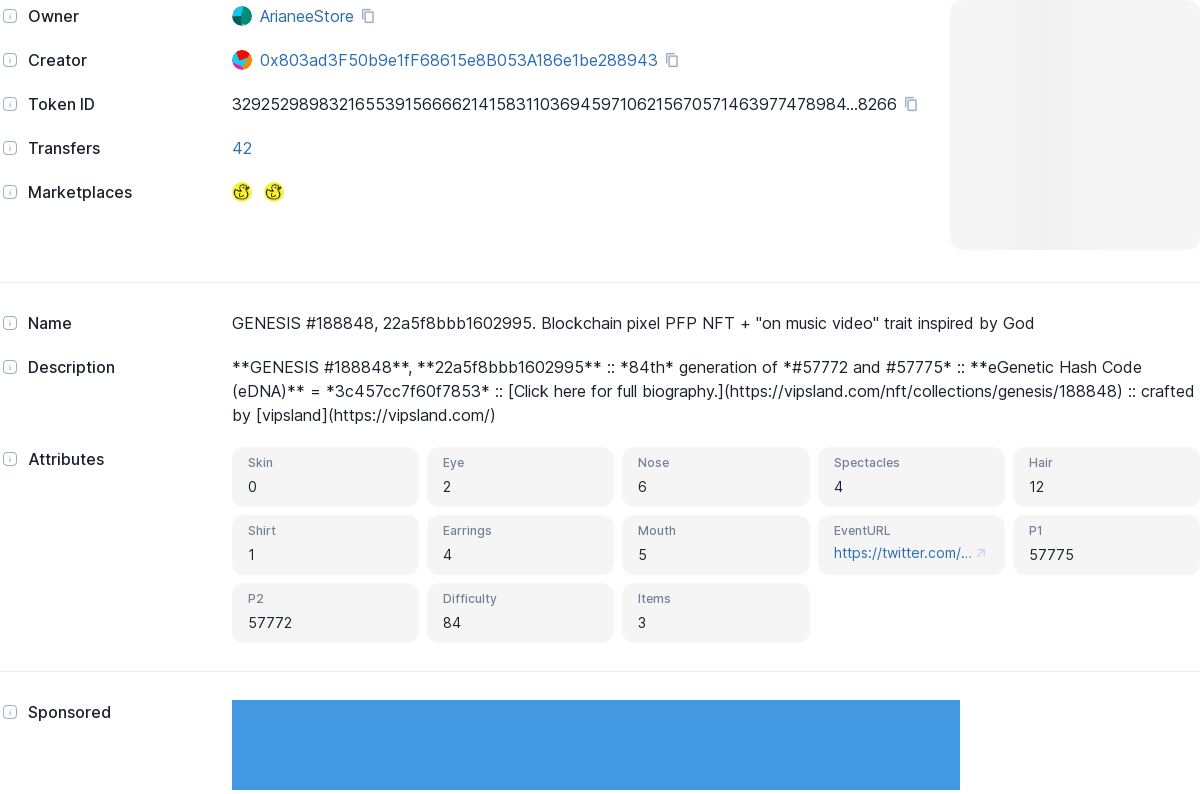 Owner ArianeeStore
Creator 0x803ad3F50b9e1fF68615e8B053A186e1be288943
Token ID 32925298983216553915666621415831103694597106215670571463977478984...8266
Transfers 42
Marketplaces
Name GENESIS #188848, 22a5f8bbb1602995. Blockchain pixel PFP NFT + "on music video" trait inspired by God
Description **GENESIS #188848**, **22a5f8bbb1602995** :: *84th* generation of *#57772 and #57775* :: **eGenetic Hash Code
(eDNA)** = *3c457cc7f60f7853* :: [Click here for full biography.](https://vipsland.com/nft/collections/genesis/188848) :: crafted
by [vipsland](https://vipsland.com/)
Attributes
Skin Eye Nose Spectacles Hair
0 2 6 4 12
Shirt Earrings Mouth EventURL P1
1 4 5 https://twitter.com/... 57775
P2 Difficulty Items
57772 84 3
Sponsored